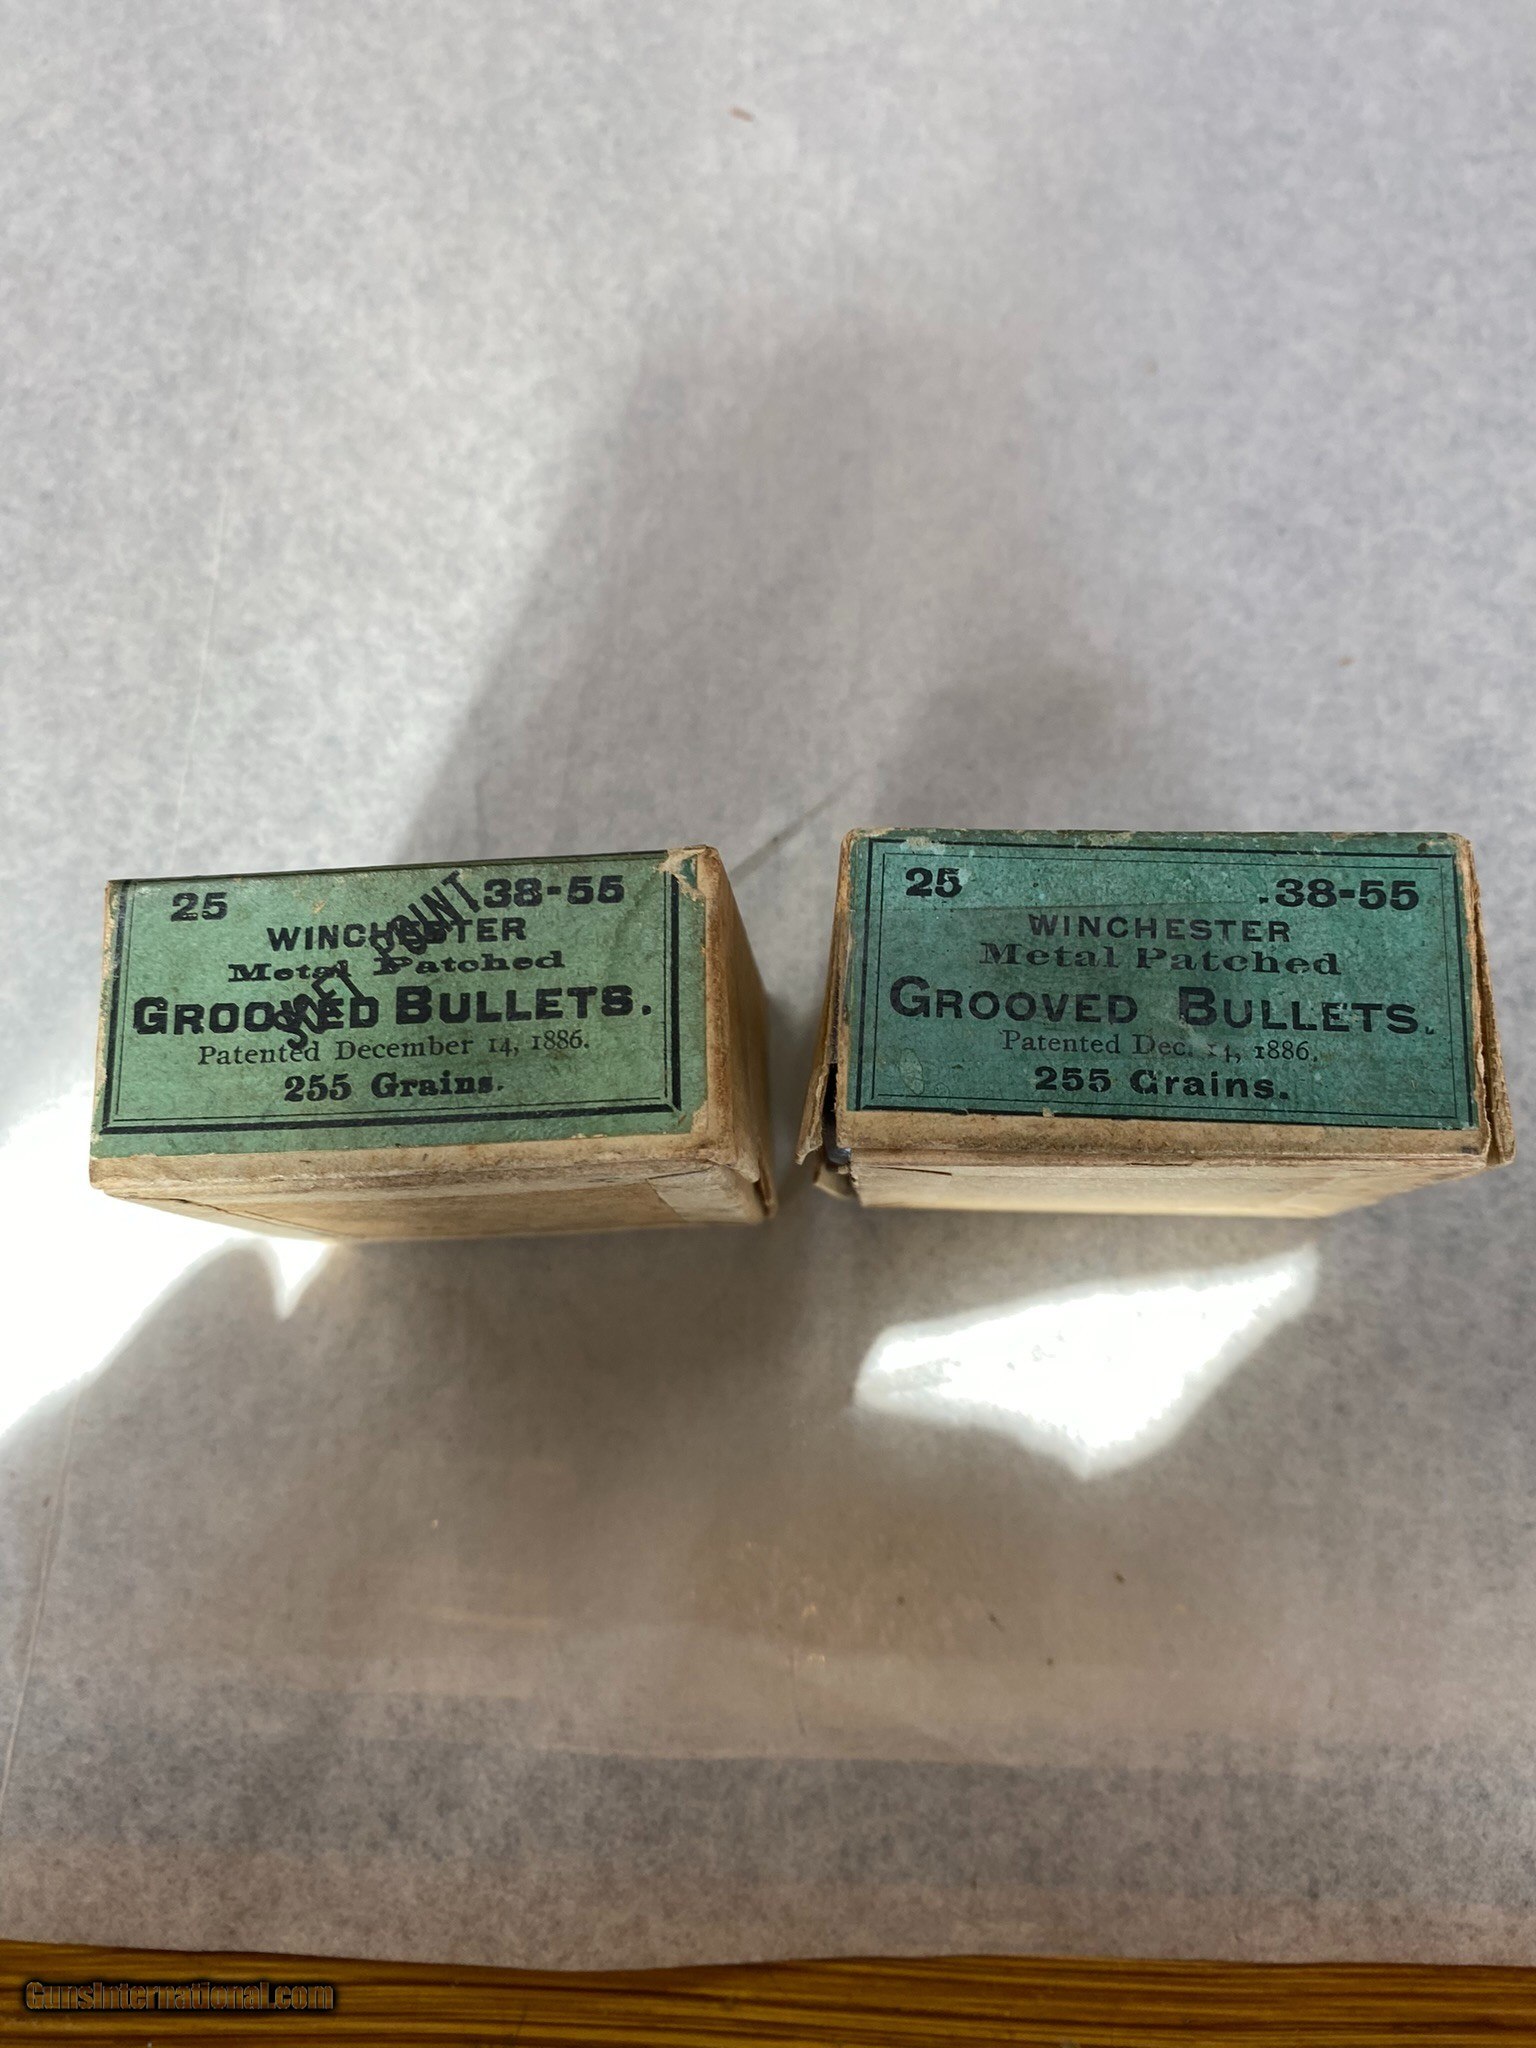 25 .38-55
WINCHESTER
Metal Patched
GROOVED BULLETS.
Patented December 14, 1886.
255 Grains.
SOFT POINT
25 .38-55
WINCHESTER
Metal Patched
GROOVED BULLETS.
Patented Dec. 14, 1886.
255 Grains.
GunsInternational.com